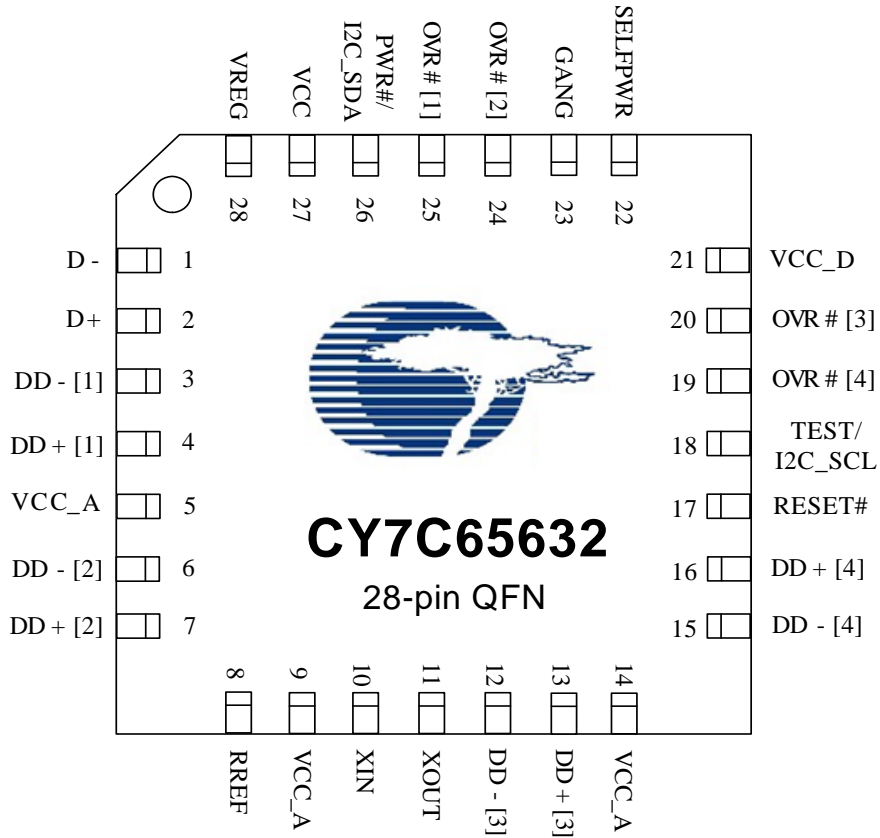 VREG
VCC
PWR#/
I2C_SDA
OVR # [1]
OVR # [2]
GANG
SELFPWR
28
27
26
25
24
23
22
D -
1
D +
2
DD - [1]
3
DD + [1]
4
VCC_A
5
DD - [2]
6
DD + [2]
7
21
VCC_D
20
OVR # [3]
19
OVR # [4]
18
TEST/
I2C_SCL
17
RESET#
16
DD + [4]
15
DD - [4]
CY7C65632
28-pin QFN
8
9
10
11
12
13
14
RREF
VCC_A
XIN
XOUT
DD - [3]
DD + [3]
VCC_A